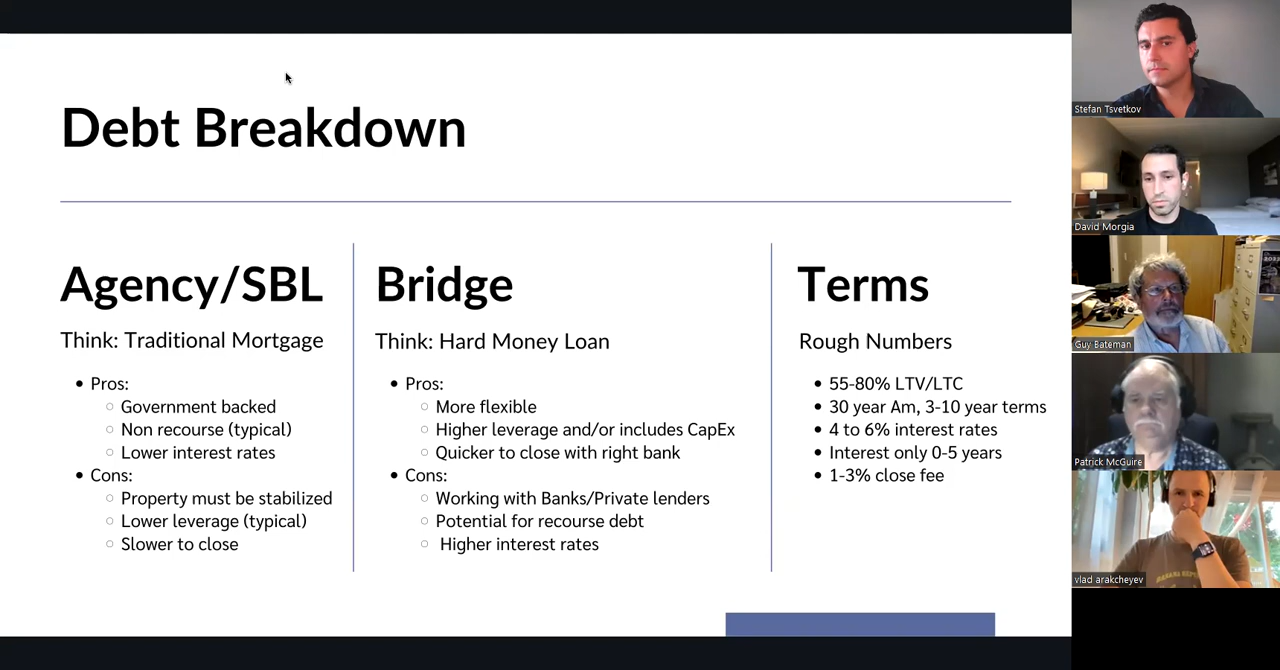 Debt Breakdown
Agency/SBL
Think: Traditional Mortgage
Pros:
Government backed
Non recourse (typical)
Lower interest rates
Cons:
Property must be stabilized
Lower leverage (typical)
Slower to close
Bridge
Think: Hard Money Loan
Pros:
More flexible
Higher leverage and/or includes CapEx
Quicker to close with right bank
Cons:
Working with Banks/Private lenders
Potential for recourse debt
Higher interest rates
Terms
Rough Numbers
55-80% LTV/LTC
30 year Am, 3-10 year terms
4 to 6% interest rates
Interest only 0-5 years
1-3% close fee
Stefan Tsvetkov
David Morgia
Guy Bateman
Patrick McGuire
vlad arakcheyev